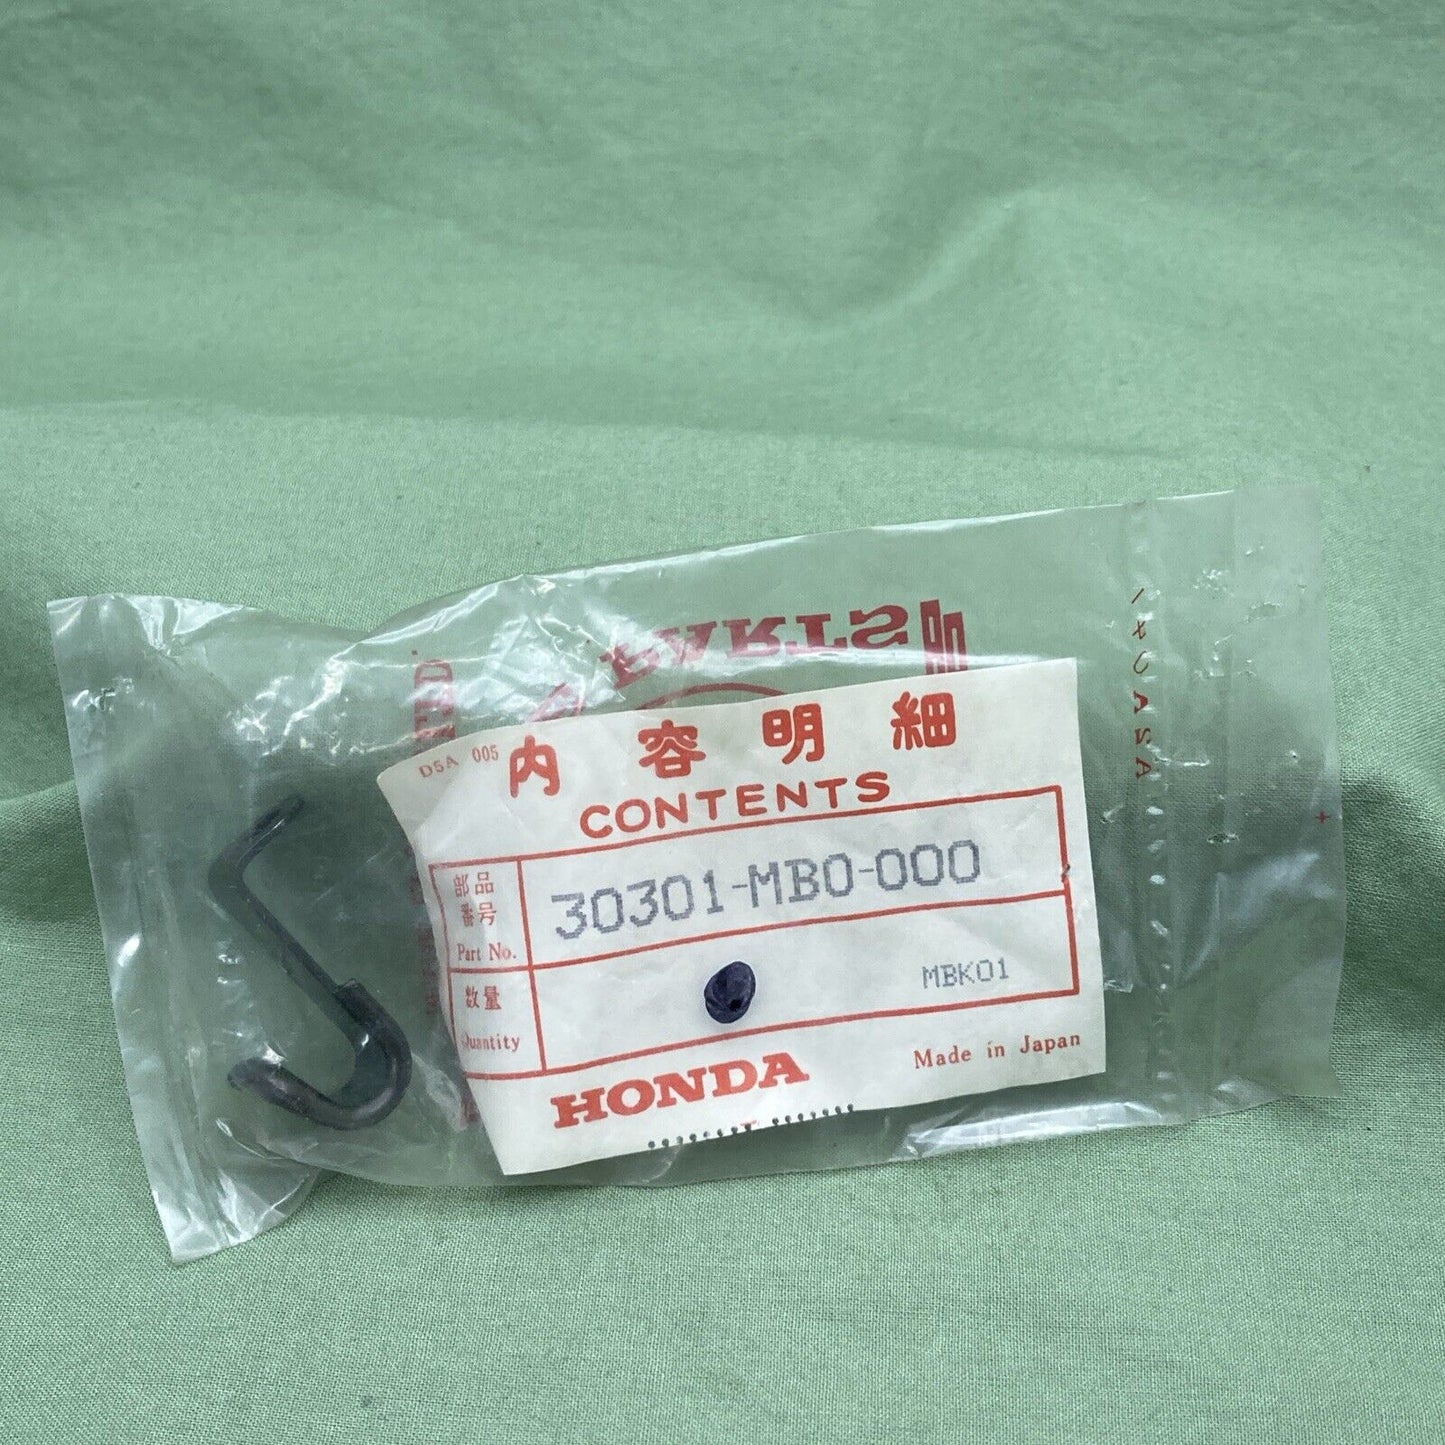 PARTS
D5A 005
内容明細
CONTENTS
部品番号
Part No.
30301-MB0-000
数量
Quantity
MBK01
HONDA
Made in Japan